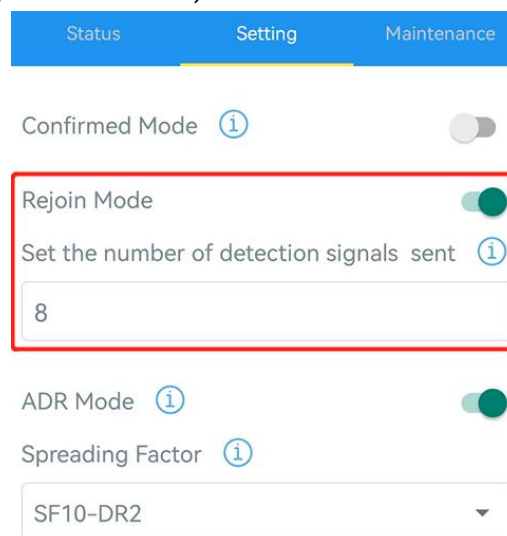 Status Setting Maintenance
Confirmed Mode
Rejoin Mode
Set the number of detection signals sent
8
ADR Mode
Spreading Factor
SF10-DR2